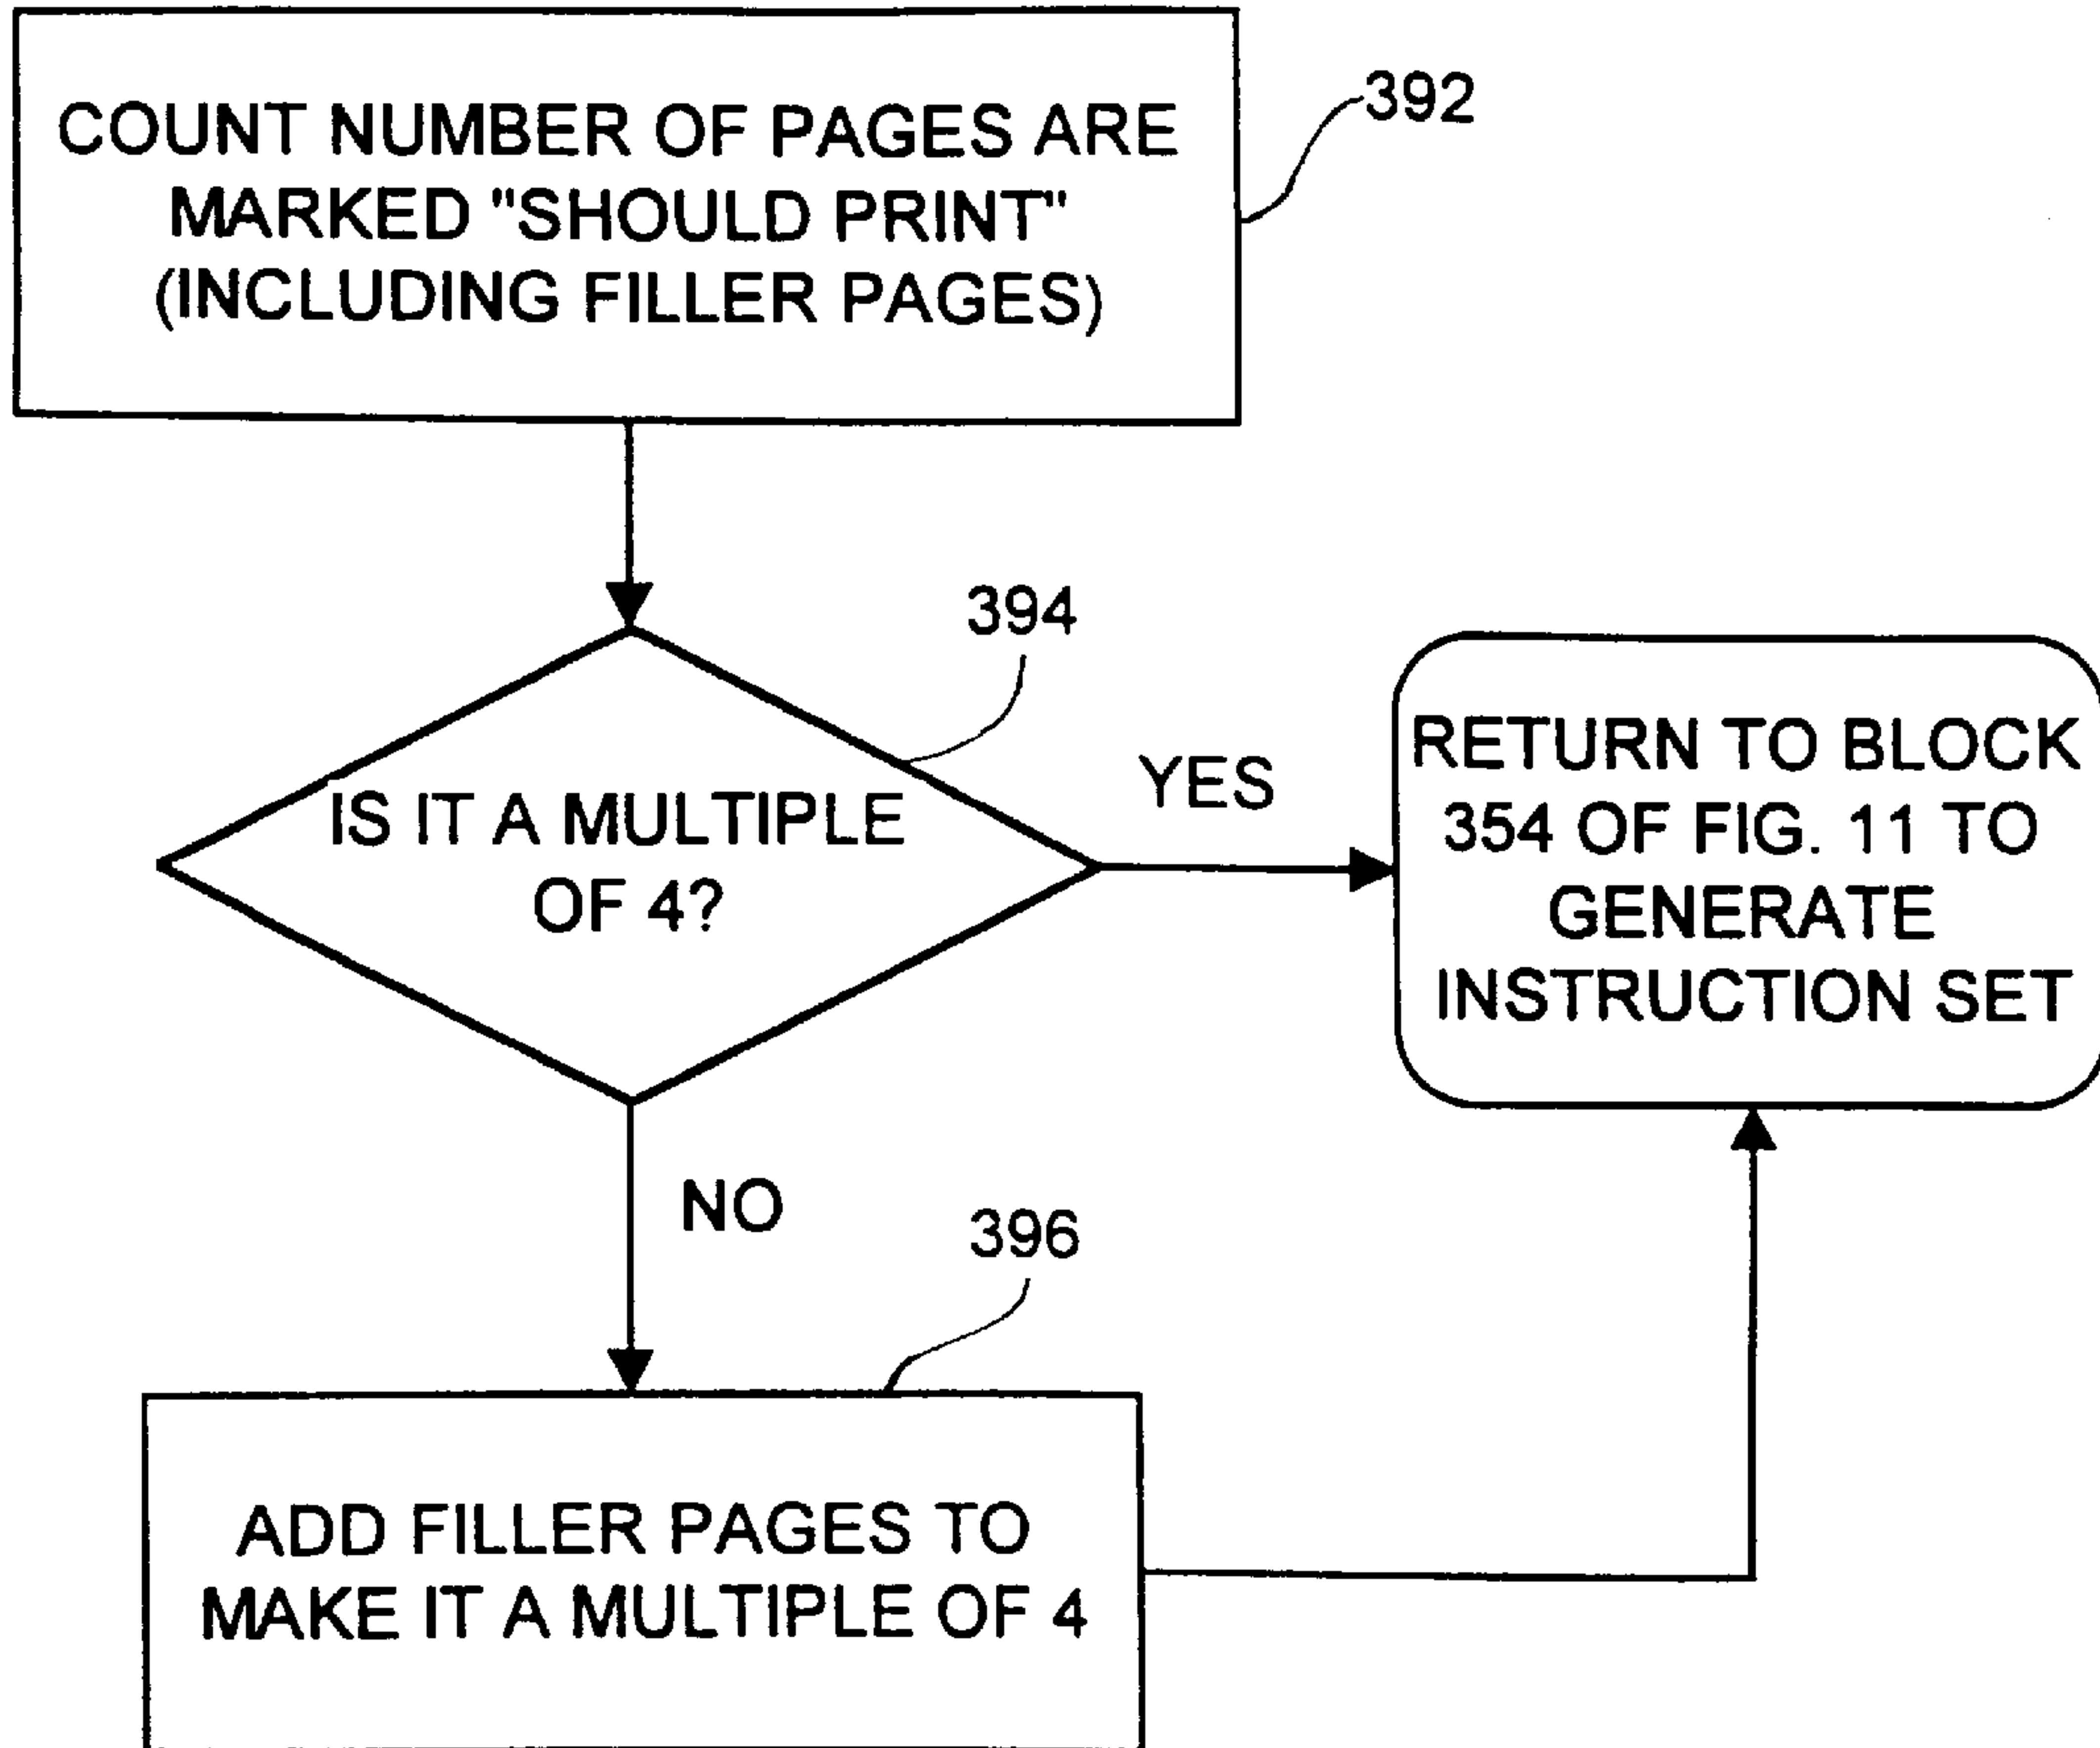 COUNT NUMBER OF PAGES ARE
MARKED "SHOULD PRINT"
(INCLUDING FILLER PAGES)
392
394
IS IT A MULTIPLE
OF 4?
YES
RETURN TO BLOCK
354 OF FIG. 11 TO
GENERATE
INSTRUCTION SET
NO
396
ADD FILLER PAGES TO
MAKE IT A MULTIPLE OF 4